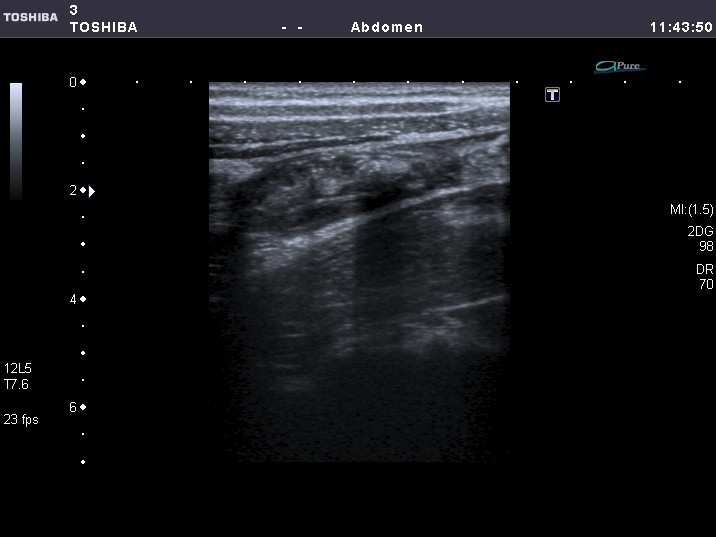 TOSHIBA
3
TOSHIBA - - Abdomen 11:43:50
aPure
0
T
2
MI:(1.5)
2DG
98
DR
70
4
12L5
T7.6
6
23 fps